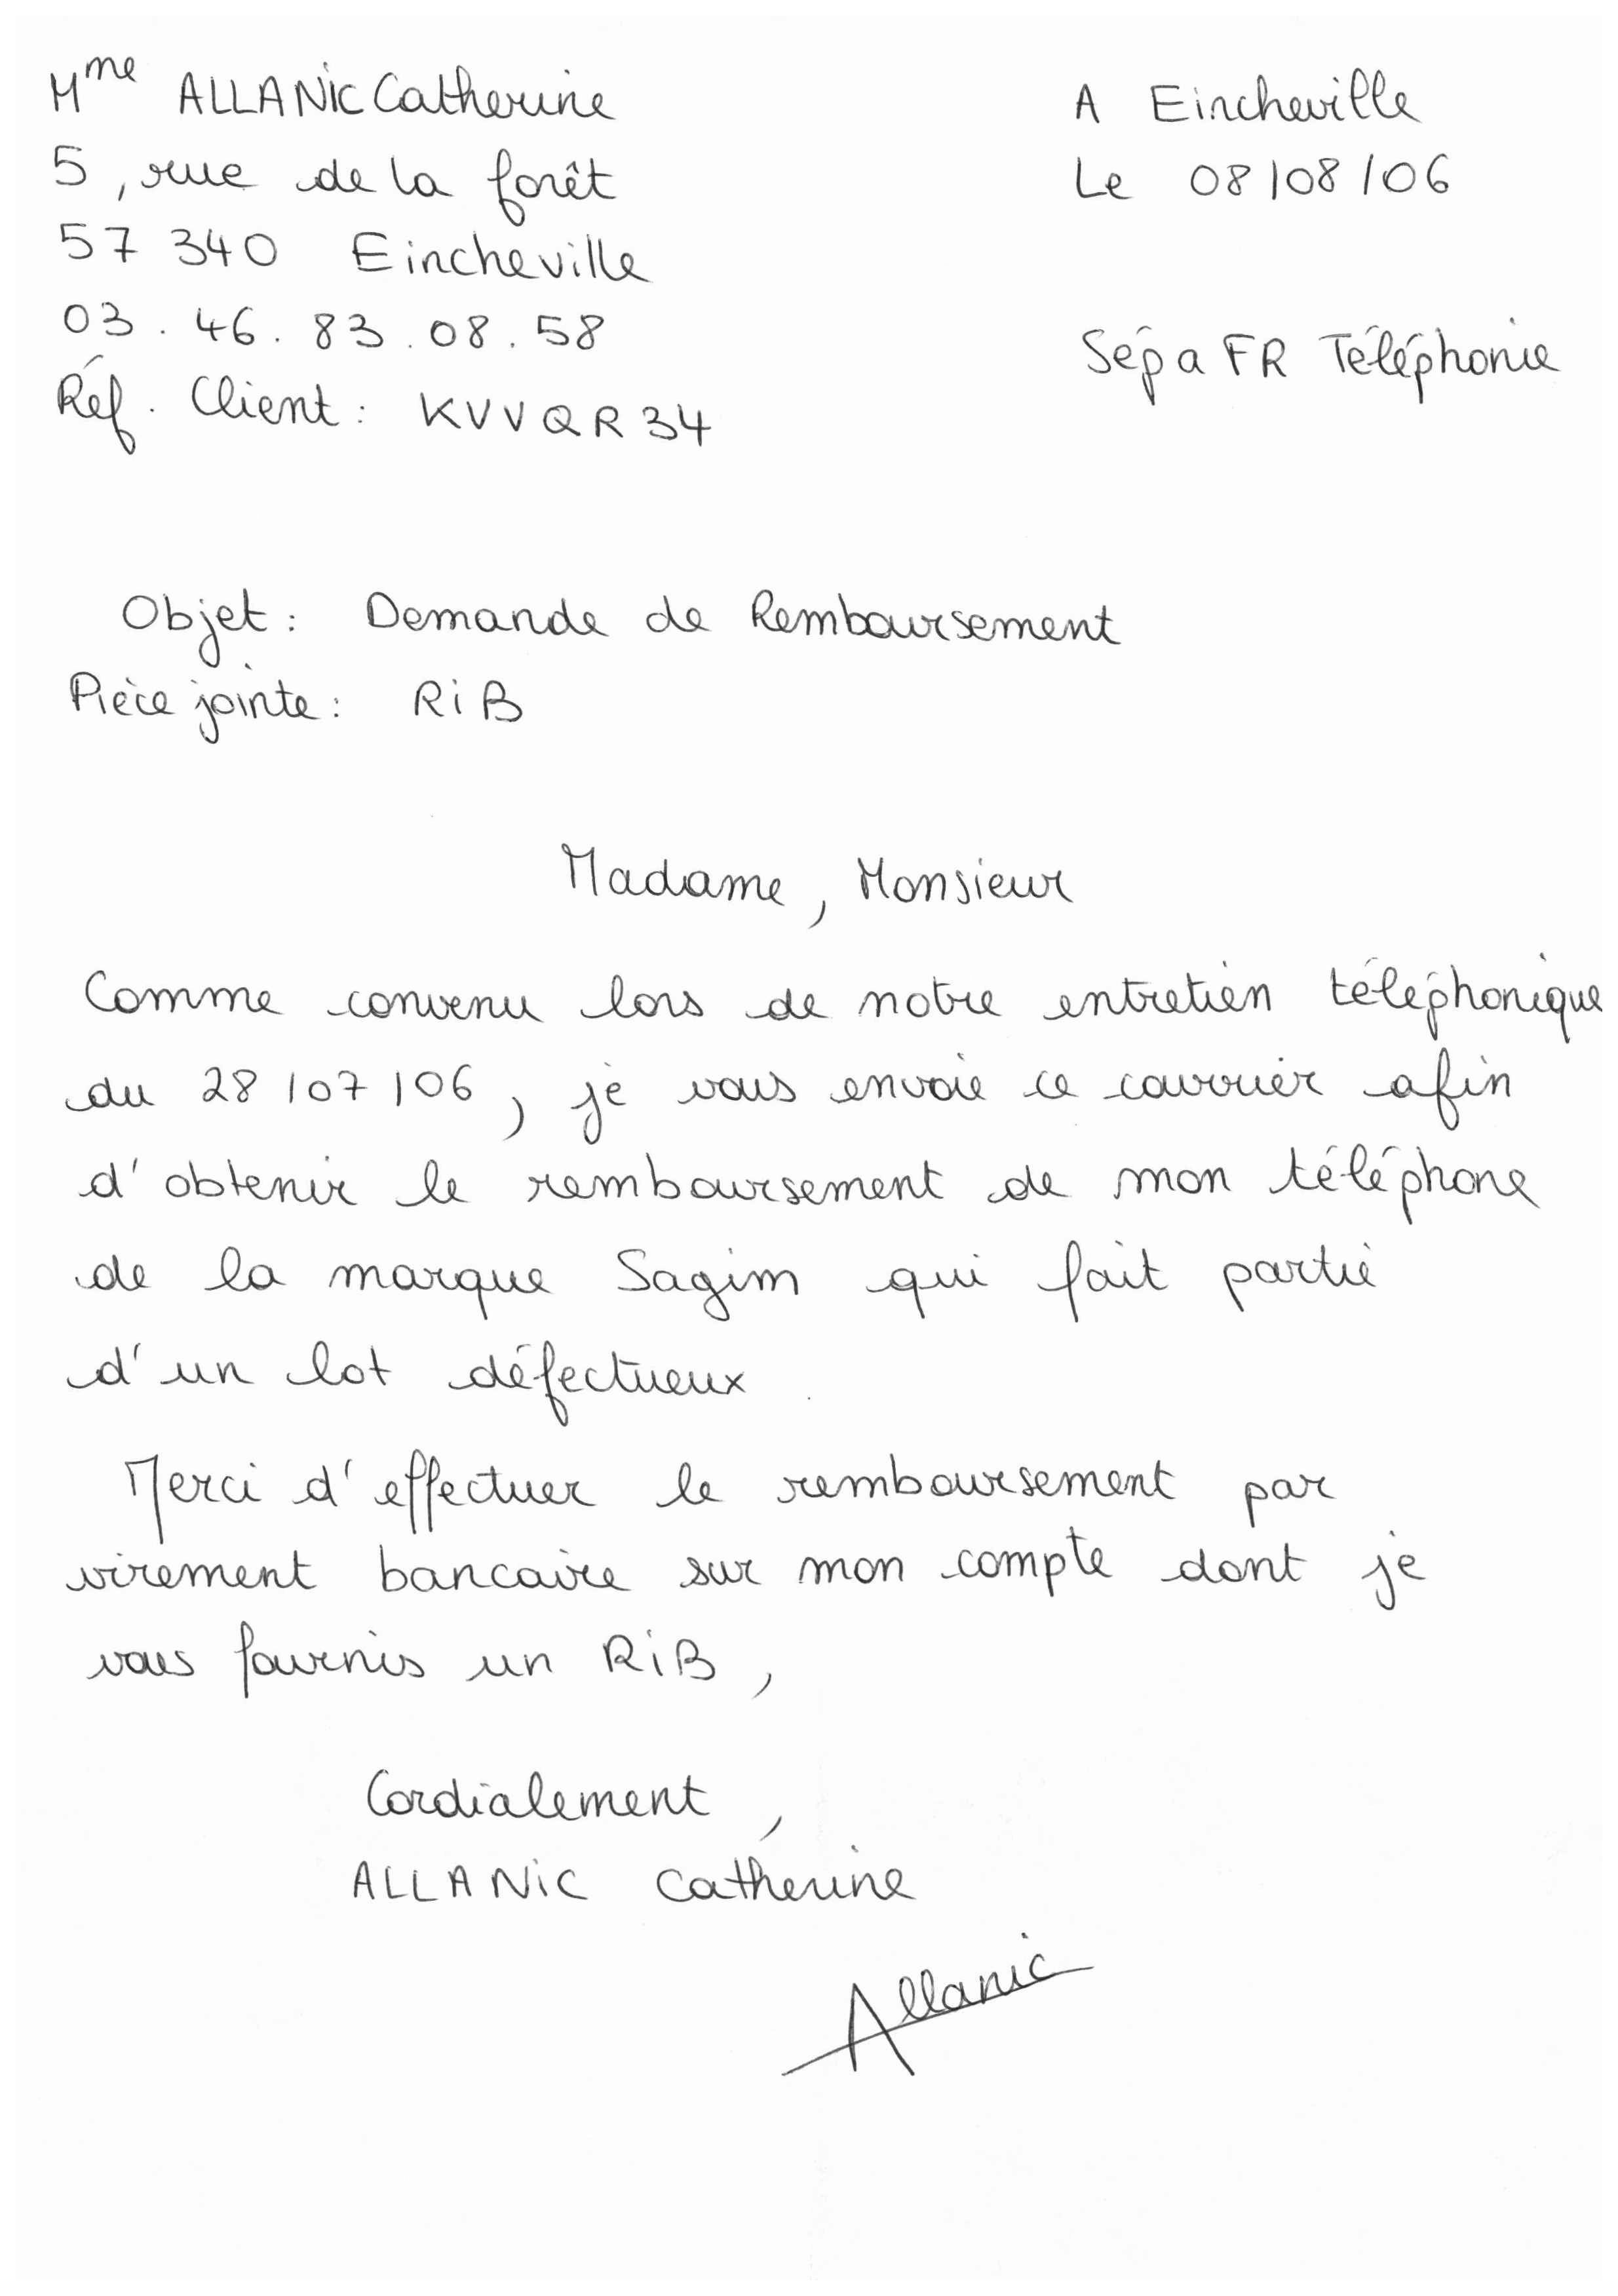 Mme ALLANIC Catherine
5, rue de la forêt
57 340 Eincheville
03.46.83.08.58
Réf. Client : KVVQR34
A Eincheville
Le 08/08/06
Sépa FR Téléphonie
Objet : Demande de Remboursement
Pièce jointe : RiB
Madame, Monsieur
Comme convenu lors de notre entretien téléphonique
du 28/07/06, je vous envoie ce courrier afin
d'obtenir le remboursement de mon téléphone
de la marque Sagim qui fait partie
d'un lot défectueux.
Merci d'effectuer le remboursement par
virement bancaire sur mon compte dont je
vous fournis un RiB,
Cordialement,
ALLANiC Catherine
Allanic